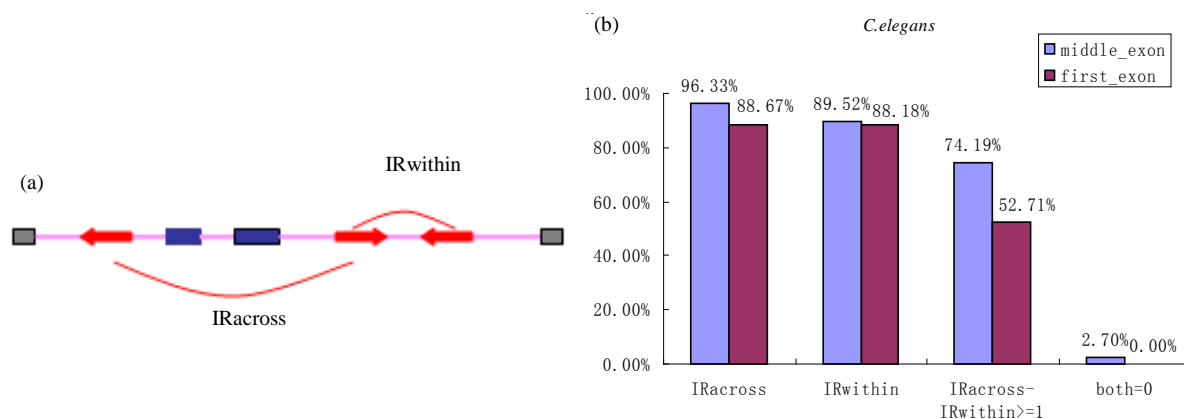 (a)
IRwithin
IRacross
(b)
C.elegans
middle_exon
first_exon
96.33%
88.67%
89.52%
88.18%
74.19%
52.71%
2.70%
0.00%
100.00%
80.00%
60.00%
40.00%
20.00%
0.00%
IRacross
IRwithin
IRacross-
IRwithin>=1
both=0